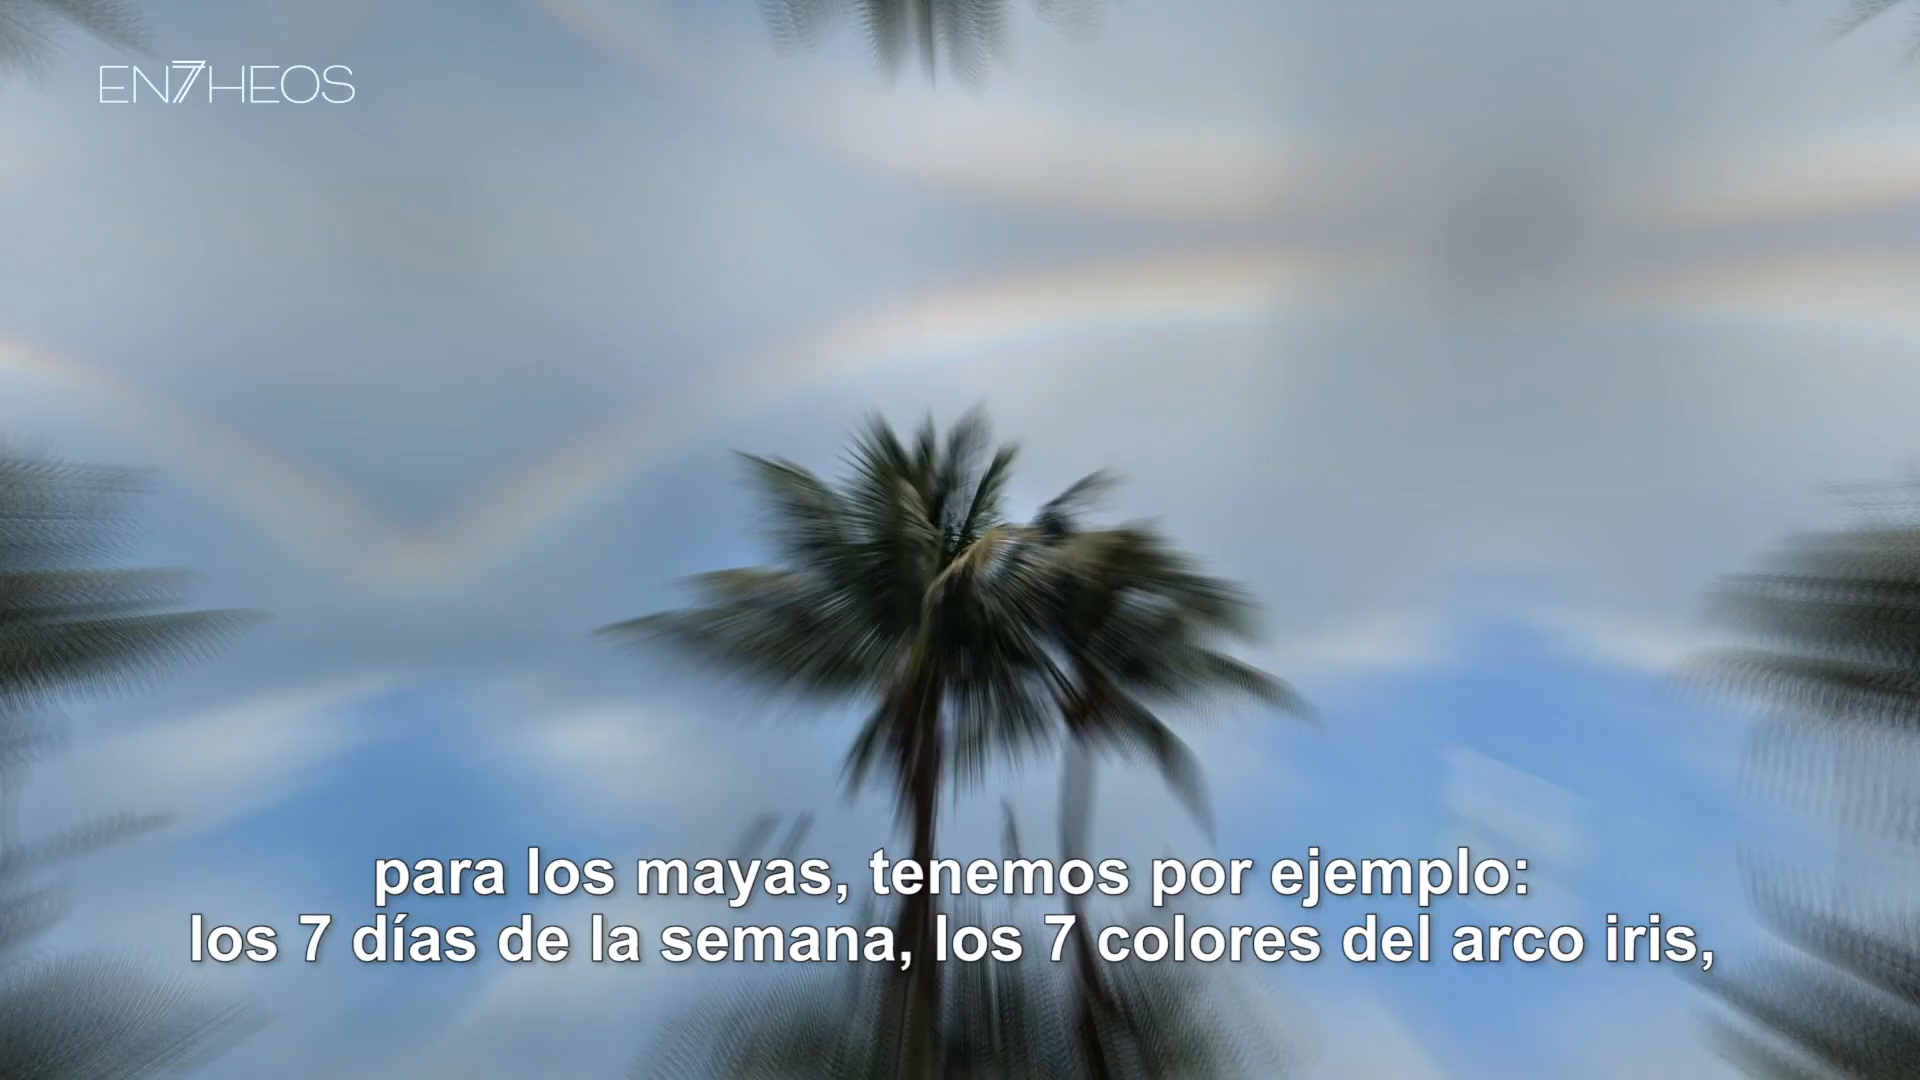 EN7HEOS
para los mayas, tenemos por ejemplo:
los 7 días de la semana, los 7 colores del arco iris,